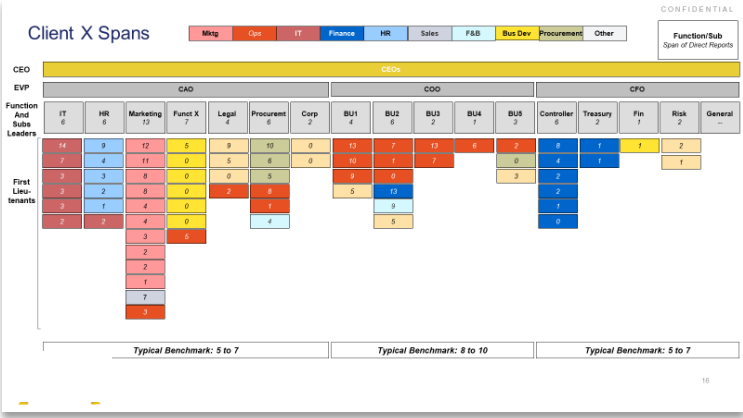 CONFIDENTIAL
Client X Spans
Mktg Ops IT Finance HR Sales F&B Bus Dev Procurement Other
Function/Sub
Span of Direct Reports
CEO CEOs
EVP CAO COO CFO
Function And Subs Leaders
IT HR Marketing Funct X Legal Procuremt Corp BU1 BU2 BU3 BU4 BU5 Controller Treasury Fin Risk General
6 6 13 7 4 6 2 4 6 2 1 3 6 2 1 2 --
First Lieu-tenants
14 9 12 5 9 10 0 13 7 13 6 2 8 1 1 2
7 4 11 0 5 6 0 10 1 7 0 4 1 1
3 3 8 0 0 5 9 0 3 2
3 2 8 0 2 8 5 13 2
3 1 4 0 1 9 1
2 2 4 0 4 5 0
3 5
2
2
1
7
3
Typical Benchmark: 5 to 7 Typical Benchmark: 8 to 10 Typical Benchmark: 5 to 7
16